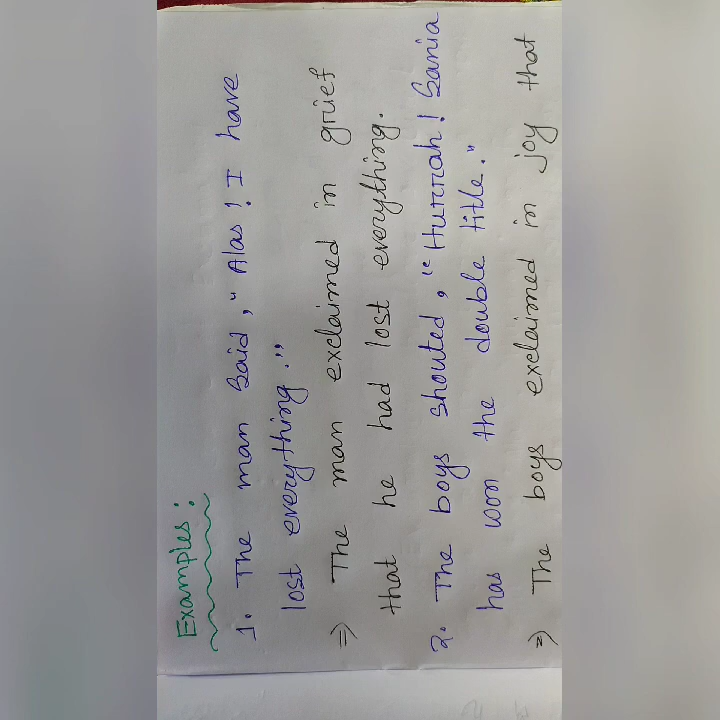 Examples:
1. The man said, "Alas! I have
lost everything."
⇒ The man exclaimed in grief
that he had lost everything.
2. The boys shouted, "Hurrah! Sania
has won the double title."
⇒ The boys exclaimed in joy that